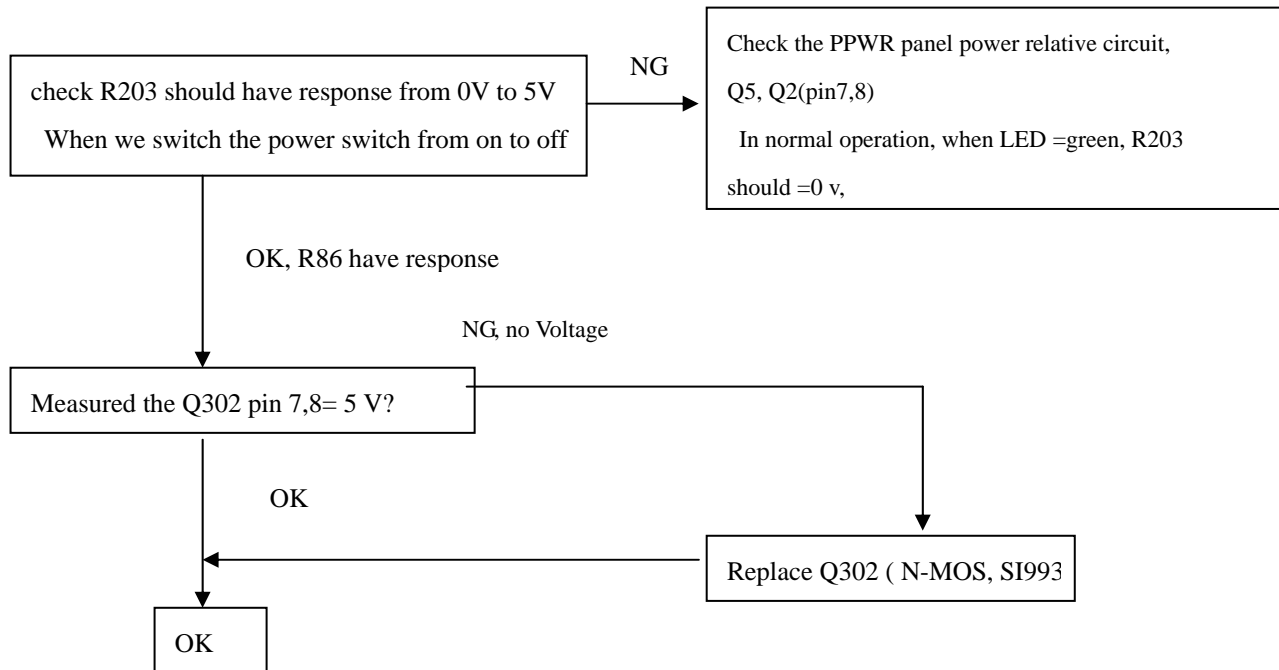 check R203 should have response from 0V to 5V
When we switch the power switch from on to off
NG
Check the PPWR panel power relative circuit,
Q5, Q2(pin7,8)
In normal operation, when LED =green, R203
should =0 v,
OK, R86 have response
NG, no Voltage
Measured the Q302 pin 7,8= 5 V?
OK
Replace Q302 ( N-MOS, SI993
OK